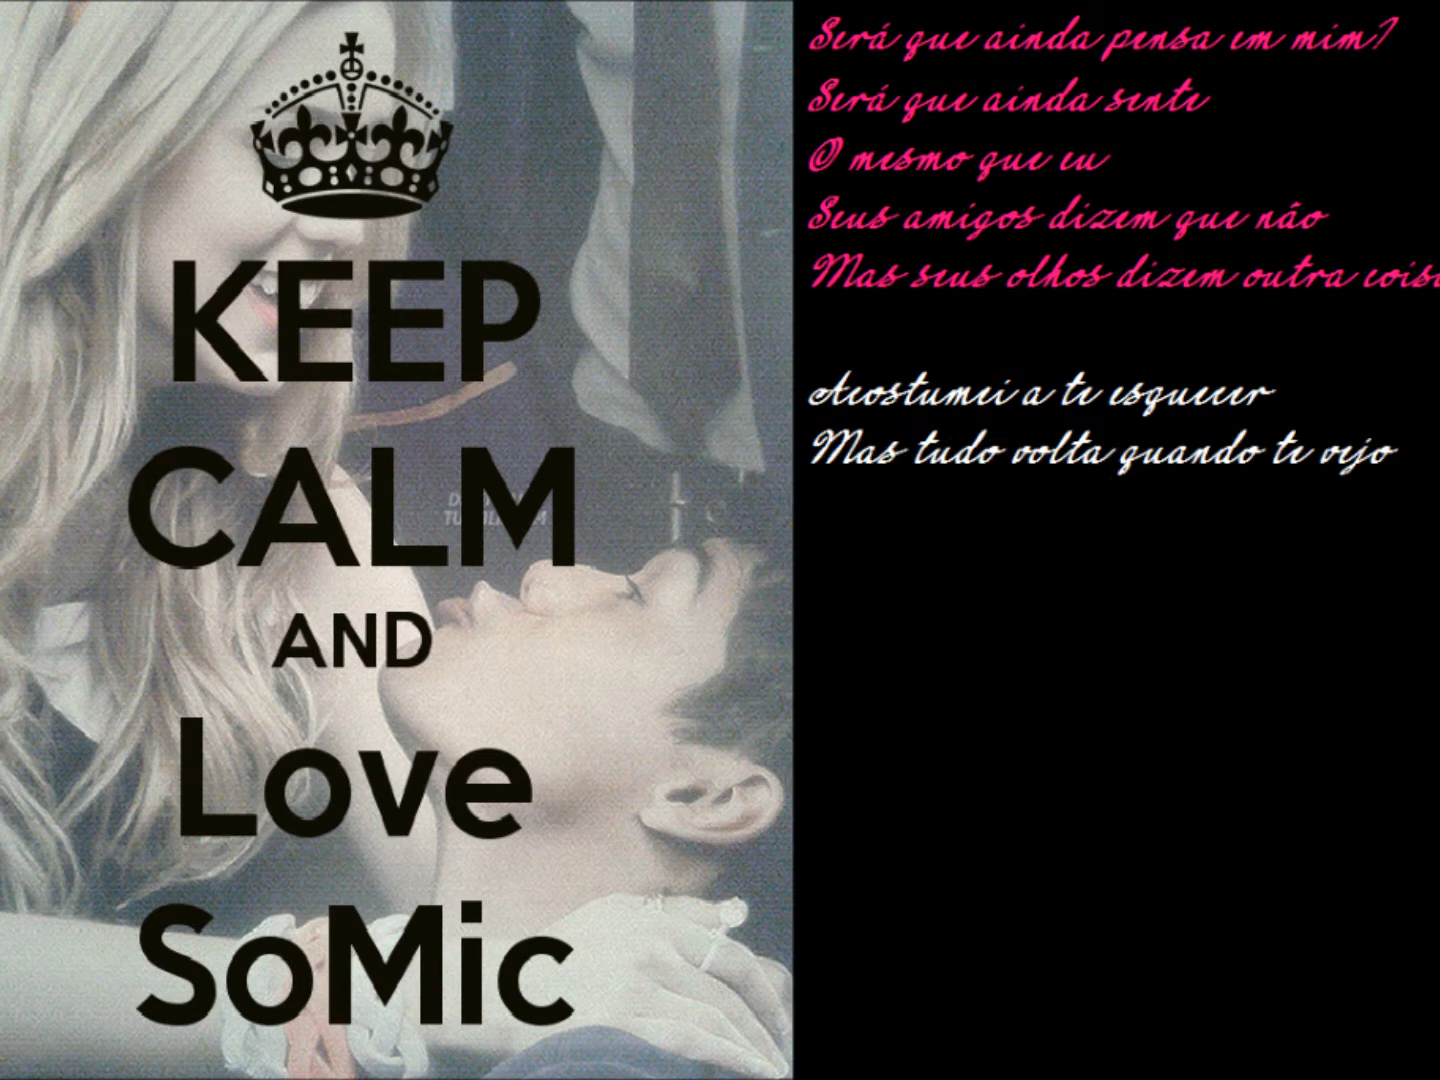 KEEP
CALM
AND
Love
SoMic
Será que ainda pensa em mim?
Será que ainda sente
O mesmo que eu
Seus amigos dizem que não
Mas seus olhos dizem outra
Acostumei a te esquecer
Mas tudo volta quando te vejo